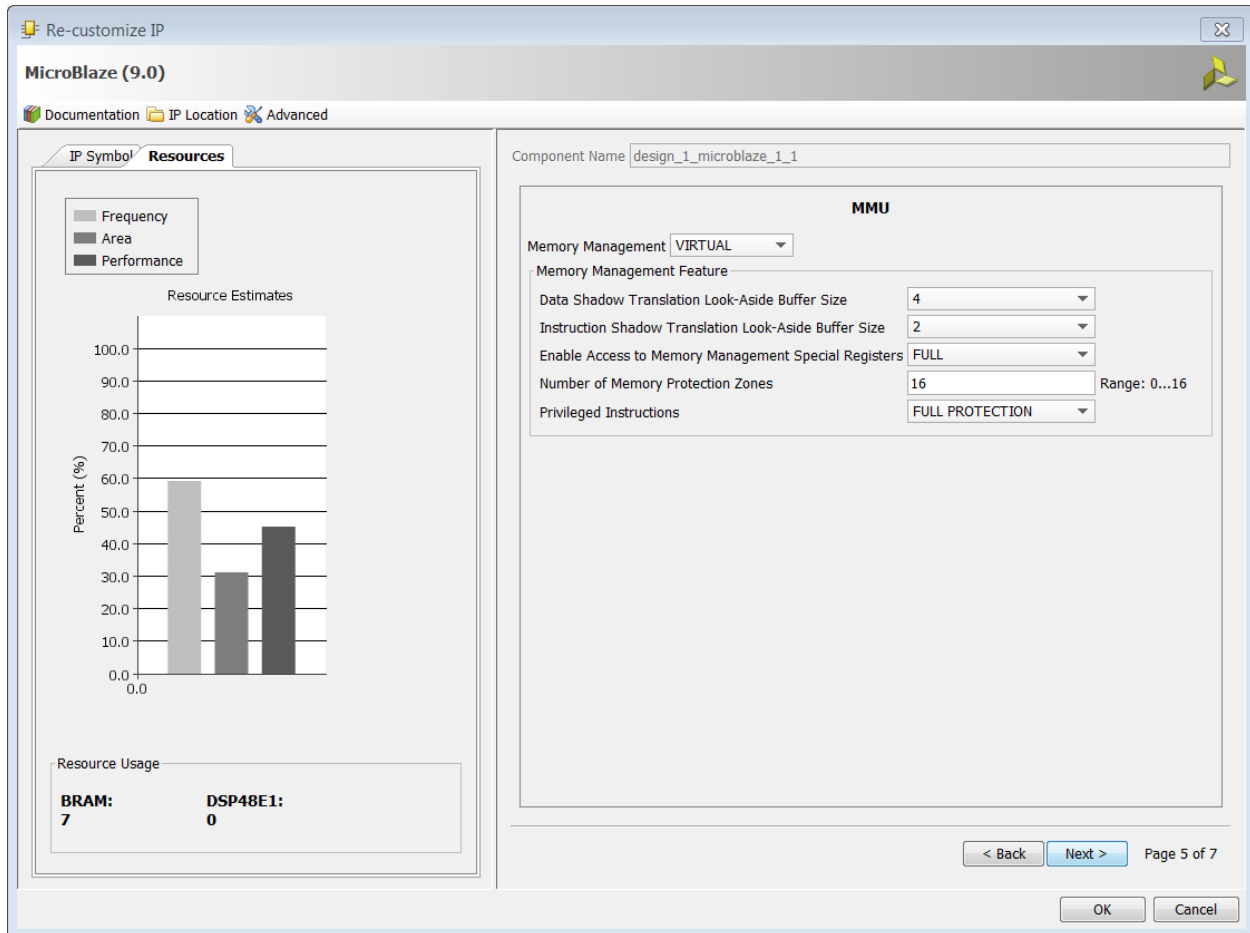 Re-customize IP
MicroBlaze (9.0)
Documentation IP Location Advanced
IP Symbol Resources
Frequency
Area
Performance
Resource Estimates
100.0
90.0
80.0
70.0
60.0
50.0
40.0
30.0
20.0
10.0
0.0
0.0
Percent (%)
Resource Usage
BRAM: DSP48E1:
7 0
Component Name design_1_microblaze_1_1
MMU
Memory Management VIRTUAL
Memory Management Feature
Data Shadow Translation Look-Aside Buffer Size 4
Instruction Shadow Translation Look-Aside Buffer Size 2
Enable Access to Memory Management Special Registers FULL
Number of Memory Protection Zones 16 Range: 0...16
Privileged Instructions FULL PROTECTION
< Back Next > Page 5 of 7
OK Cancel